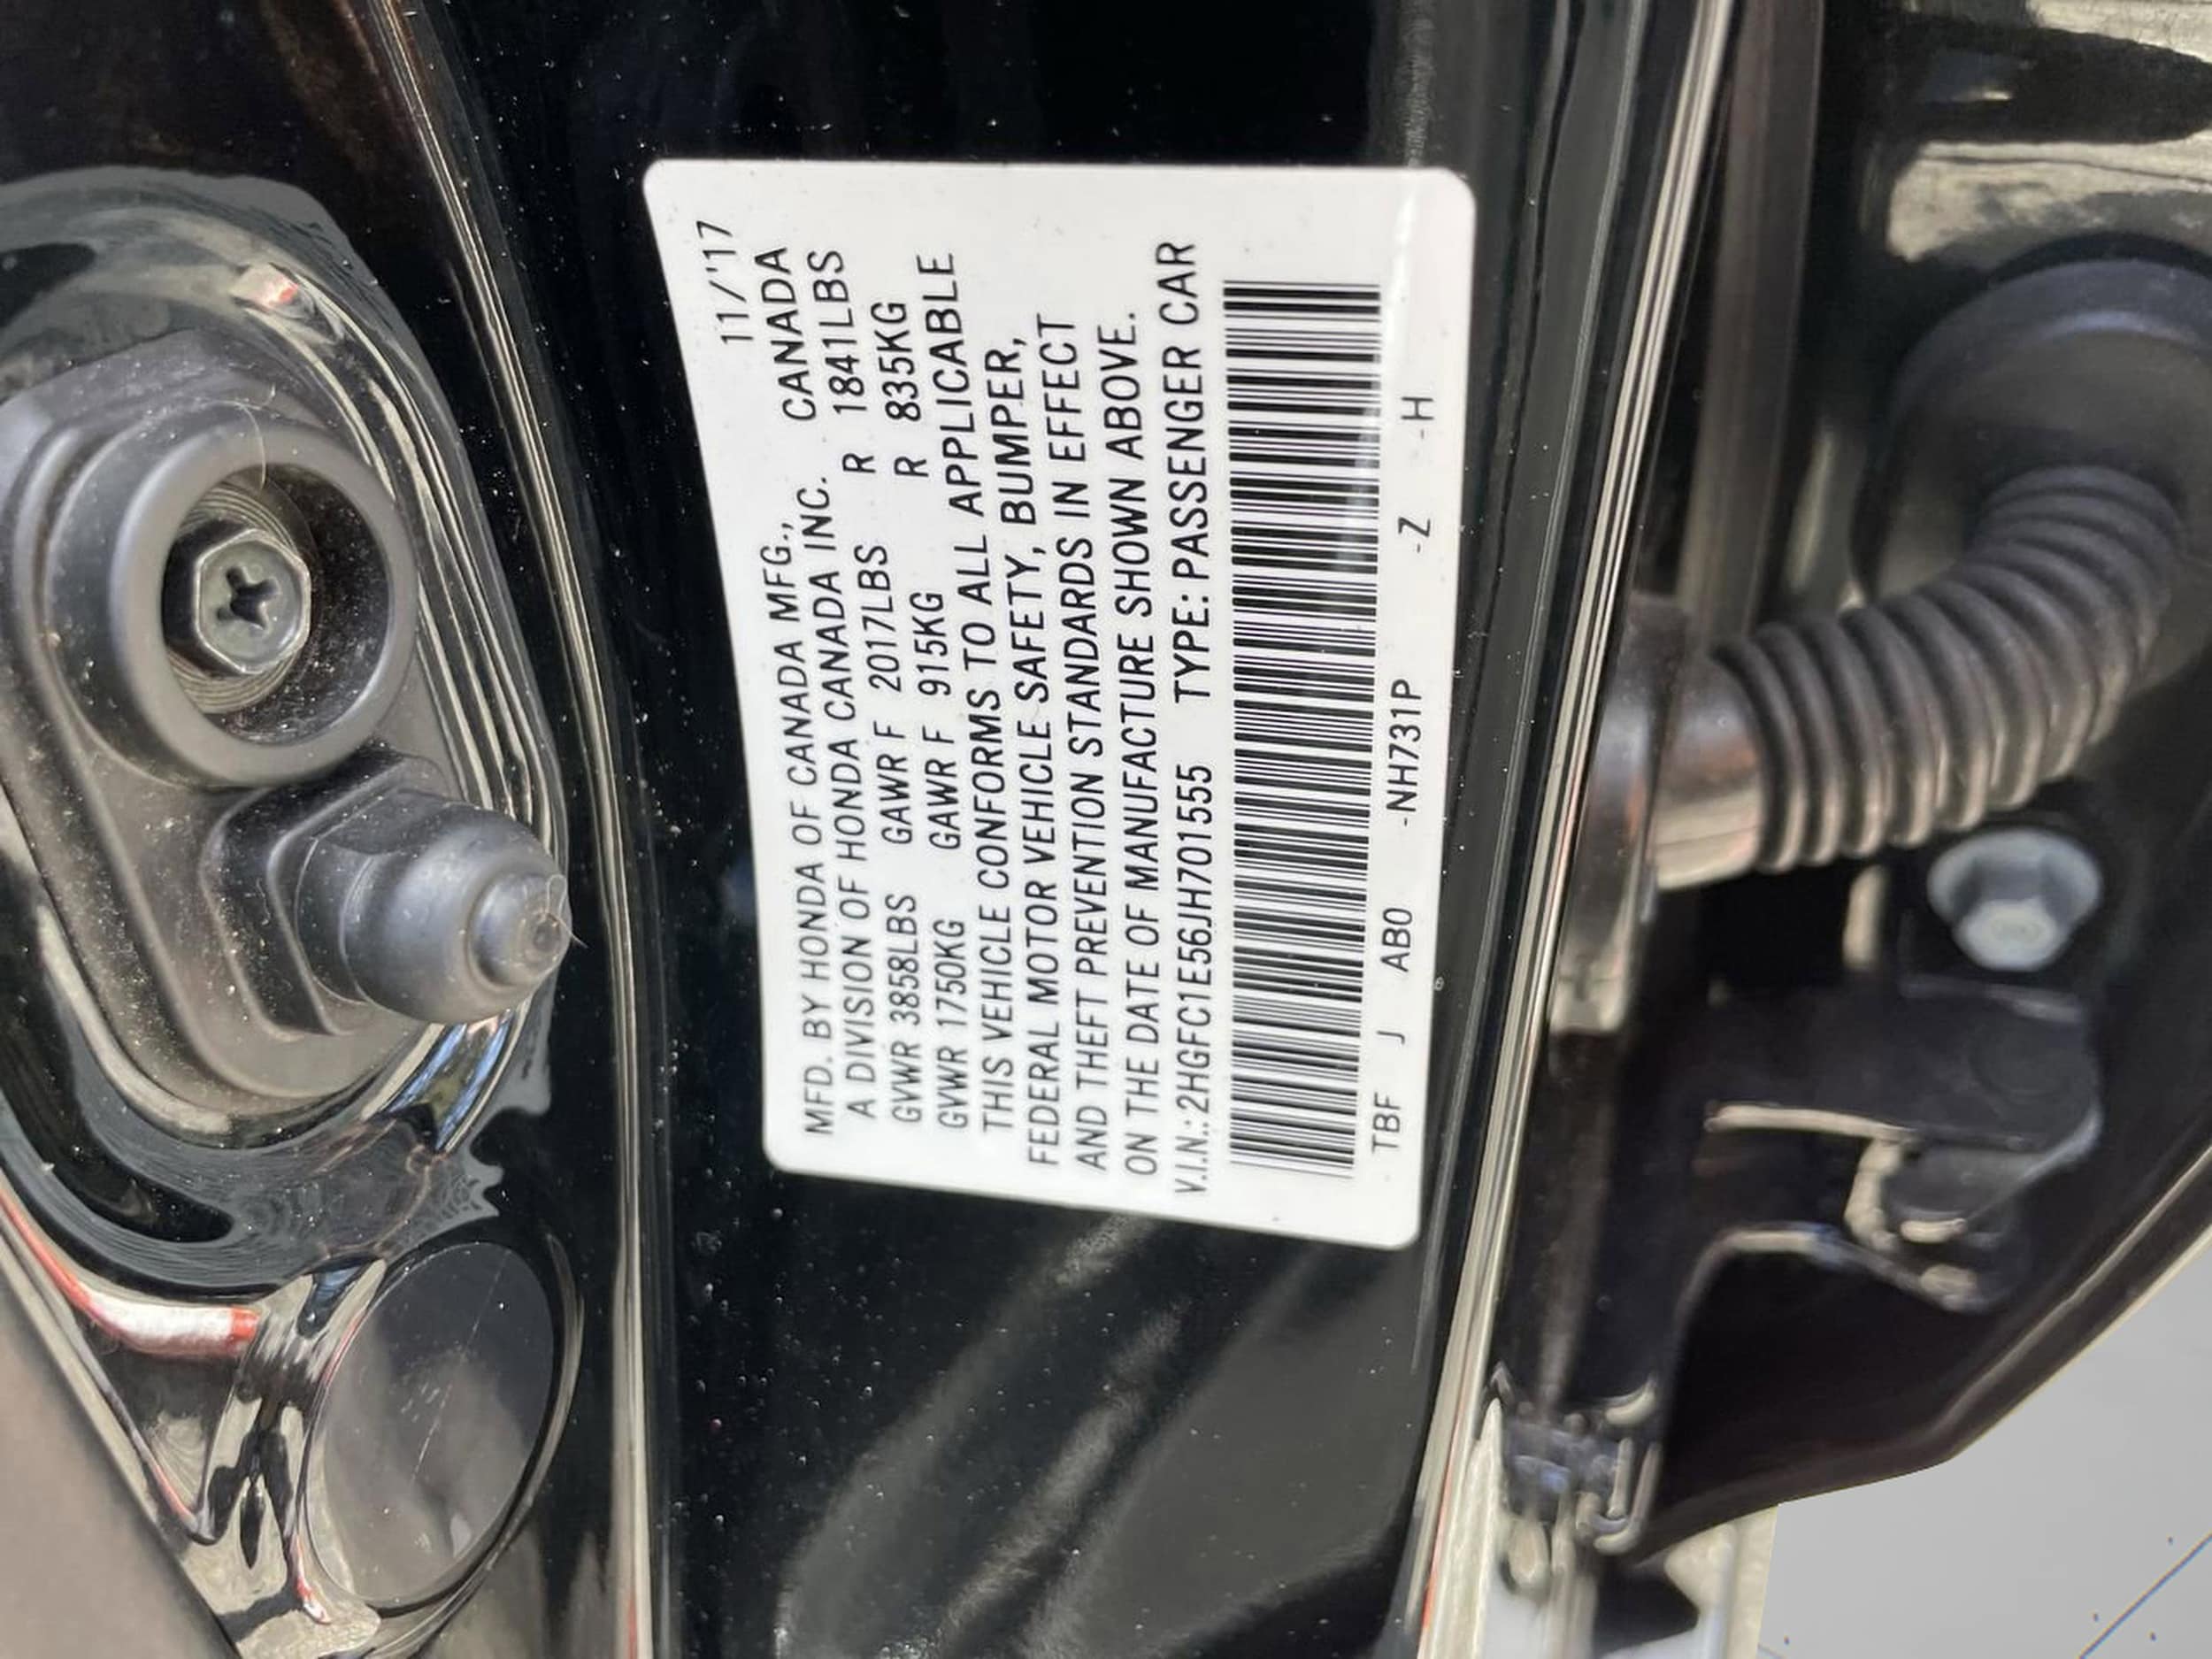 11/'17
MFD. BY HONDA OF CANADA MFG., CANADA
A DIVISION OF HONDA CANADA INC.
GVWR 3858LBS GAWR F 2017LBS R 1841LBS
GVWR 1750KG GAWR F 915KG R 835KG
THIS VEHICLE CONFORMS TO ALL APPLICABLE
FEDERAL MOTOR VEHICLE SAFETY, BUMPER,
AND THEFT PREVENTION STANDARDS IN EFFECT
ON THE DATE OF MANUFACTURE SHOWN ABOVE.
V.I.N.: 2HGFC1E56JH701555 TYPE: PASSENGER CAR
TBF J AB0 -NH731P -Z -H